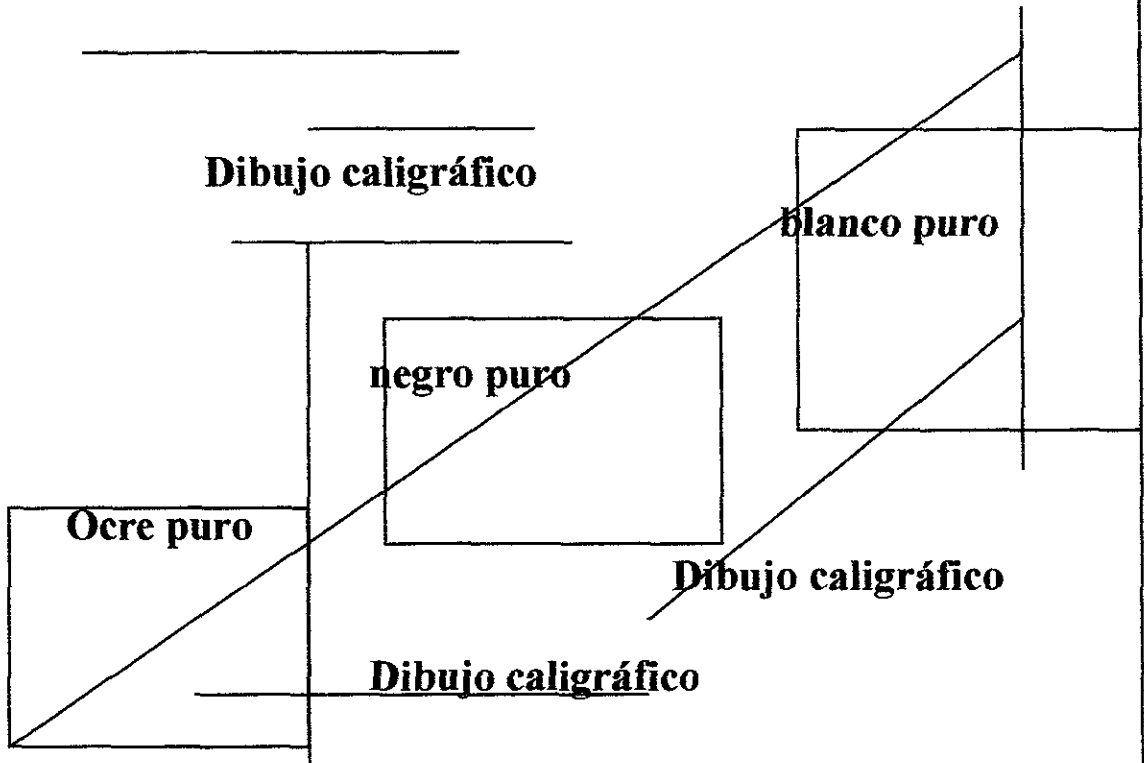 Dibujo caligráfico
blanco puro
negro puro
Ocre puro
Dibujo caligráfico
Dibujo caligráfico